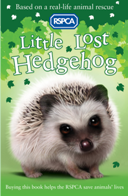 Based on a real-life animal rescue
RSPCA
Little Lost
Hedgehog
Buying this book helps the RSPCA save animals' lives